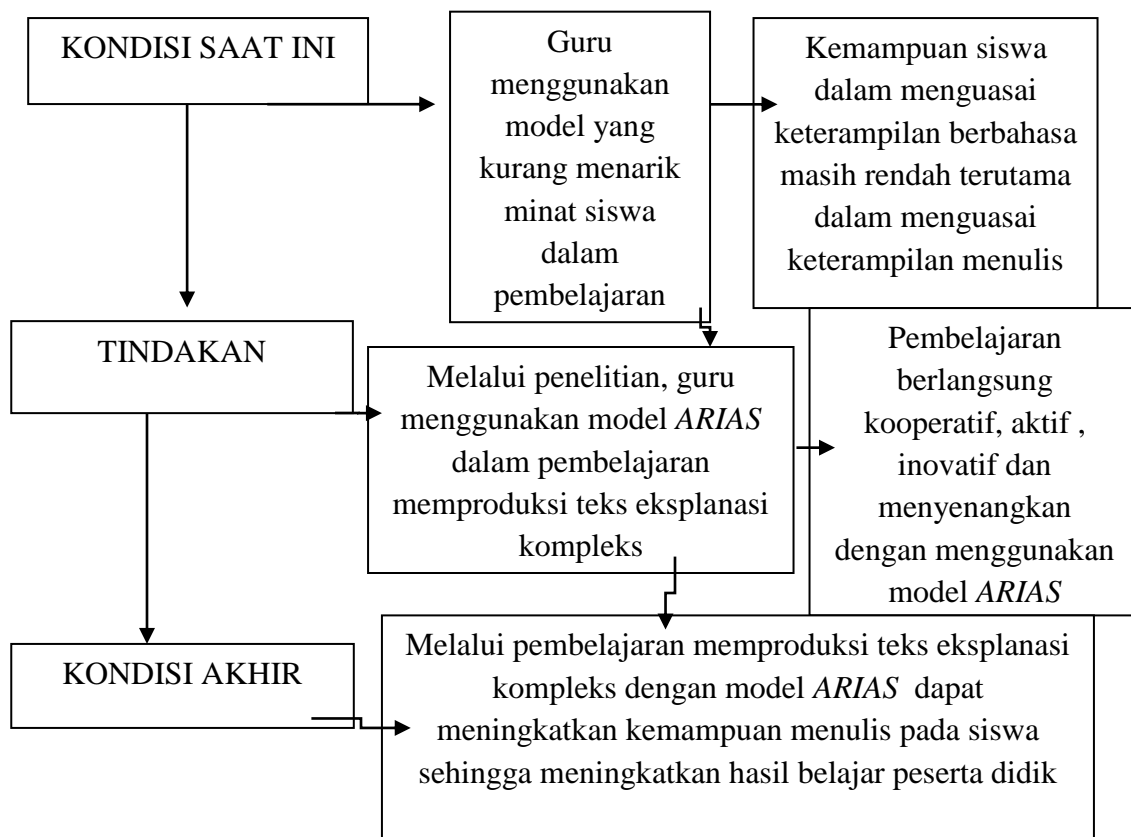 KONDISI SAAT INI
Guru
menggunakan
model yang
kurang menarik
minat siswa
dalam
pembelajaran
Kemampuan siswa
dalam menguasai
keterampilan berbahasa
masih rendah terutama
dalam menguasai
keterampilan menulis
TINDAKAN
Melalui penelitian, guru
menggunakan model ARIAS
dalam pembelajaran
memproduksi teks eksplanasi
kompleks
Pembelajaran
berlangsung
kooperatif, aktif ,
inovatif dan
menyenangkan
dengan menggunakan
model ARIAS
KONDISI AKHIR
Melalui pembelajaran memproduksi teks eksplanasi
kompleks dengan model ARIAS dapat
meningkatkan kemampuan menulis pada siswa
sehingga meningkatkan hasil belajar peserta didik